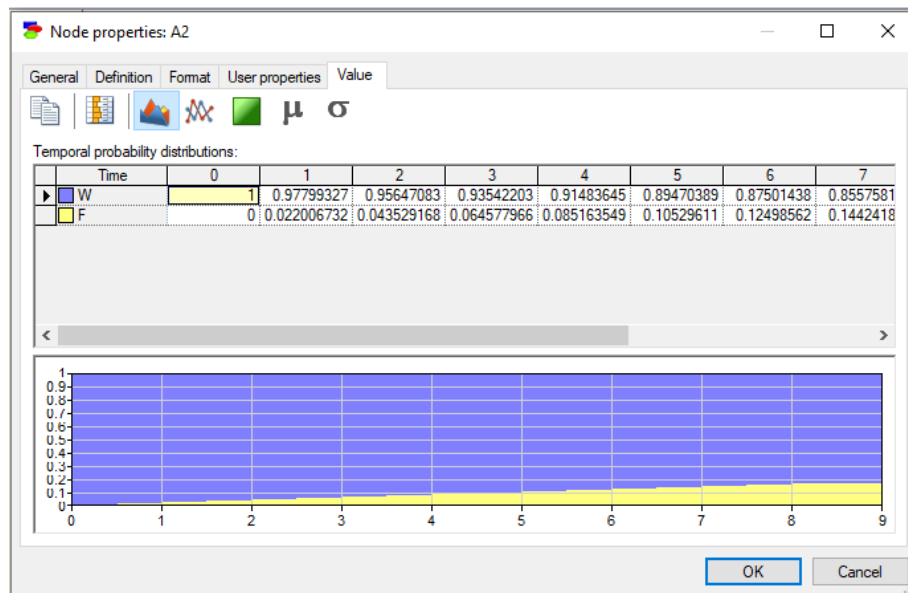 Node properties: A2
General Definition Format User properties Value
μ σ
Temporal probability distributions:
Time 0 1 2 3 4 5 6 7
W 1 0.97799327 0.95647083 0.93542203 0.91483645 0.89470389 0.87501438 0.8557581
F 0 0.022006732 0.043529168 0.064577966 0.085163549 0.10529611 0.12498562 0.1442418
1
0.9
0.8
0.7
0.6
0.5
0.4
0.3
0.2
0.1
0
0 1 2 3 4 5 6 7 8 9
OK Cancel